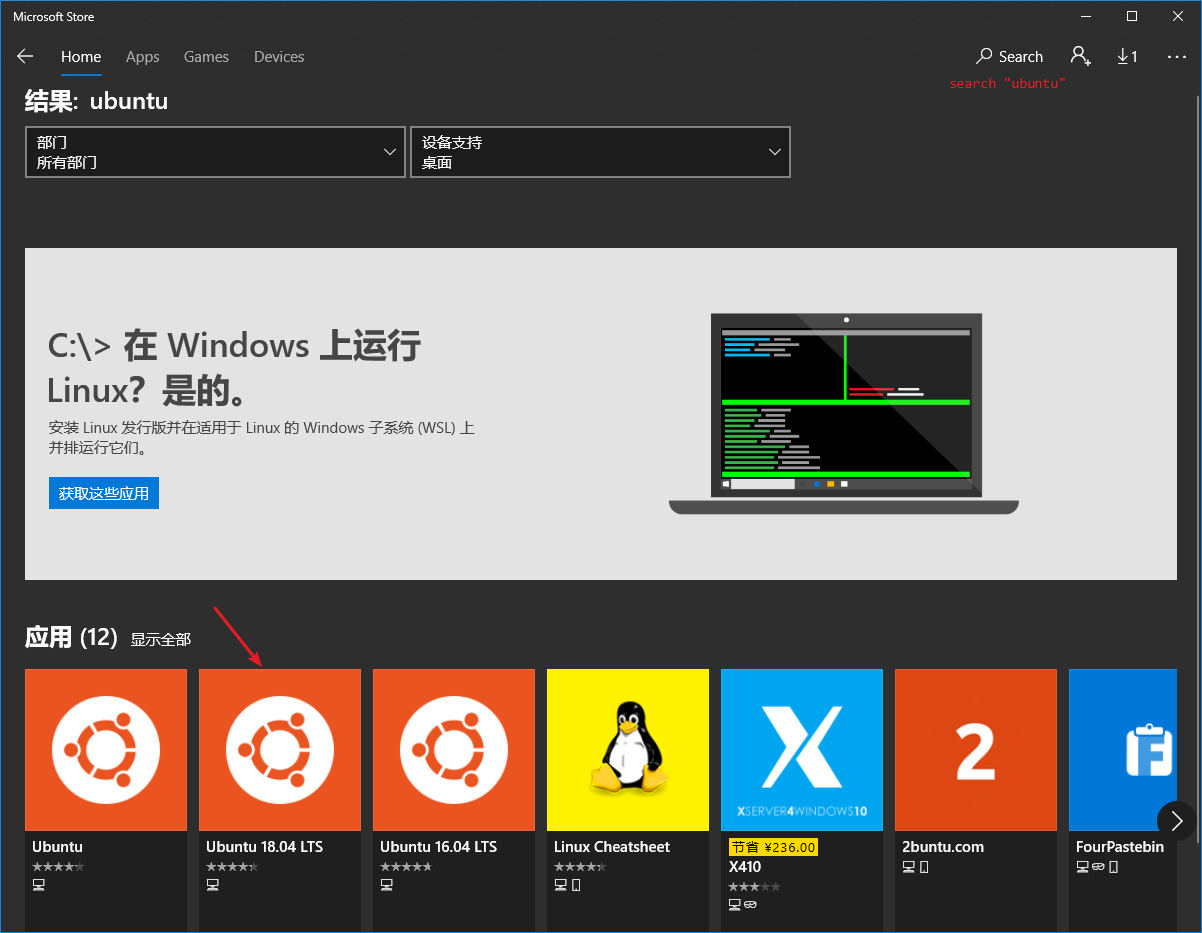 Microsoft Store
Home Apps Games Devices Search 1
search "ubuntu"
结果: ubuntu
部门
所有部门
设备支持
桌面
C:\> 在 Windows 上运行
Linux? 是的。
安装 Linux 发行版并在适用于 Linux 的 Windows 子系统 (WSL) 上
并排运行它们。
获取这些应用
应用 (12) 显示全部
2
F
XSERVER4WINDOWS10
Ubuntu
Ubuntu 18.04 LTS
Ubuntu 16.04 LTS
Linux Cheatsheet
节省 ¥236.00
X410
2buntu.com
FourPastebin